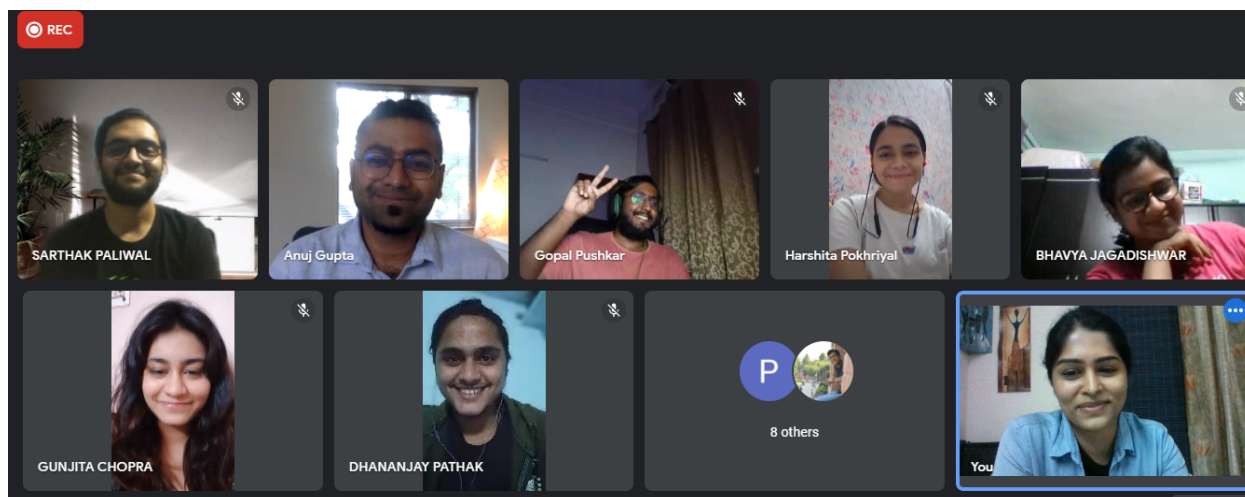 REC
SARTHAK PALIWAL
Anuj Gupta
Gopal Pushkar
Harshita Pokhriyal
BHAVYA JAGADISHWAR
GUNJITA CHOPRA
DHANANJAY PATHAK
P
8 others
You